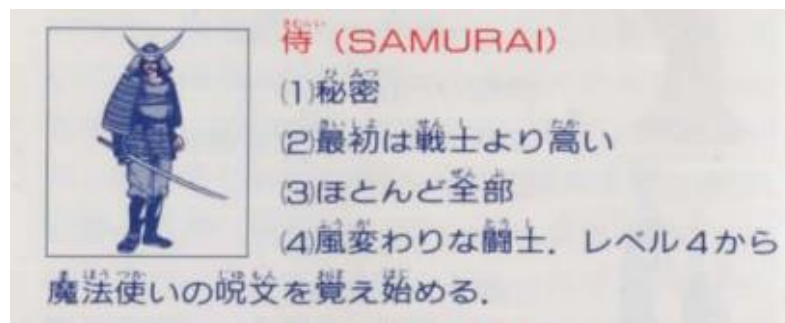 侍 (SAMURAI)
(1)秘密
(2)最初は戦士より高い
(3)ほとんど全部
(4)風変わりな闘士．レベル4から
魔法使いの呪文を覚え始める．